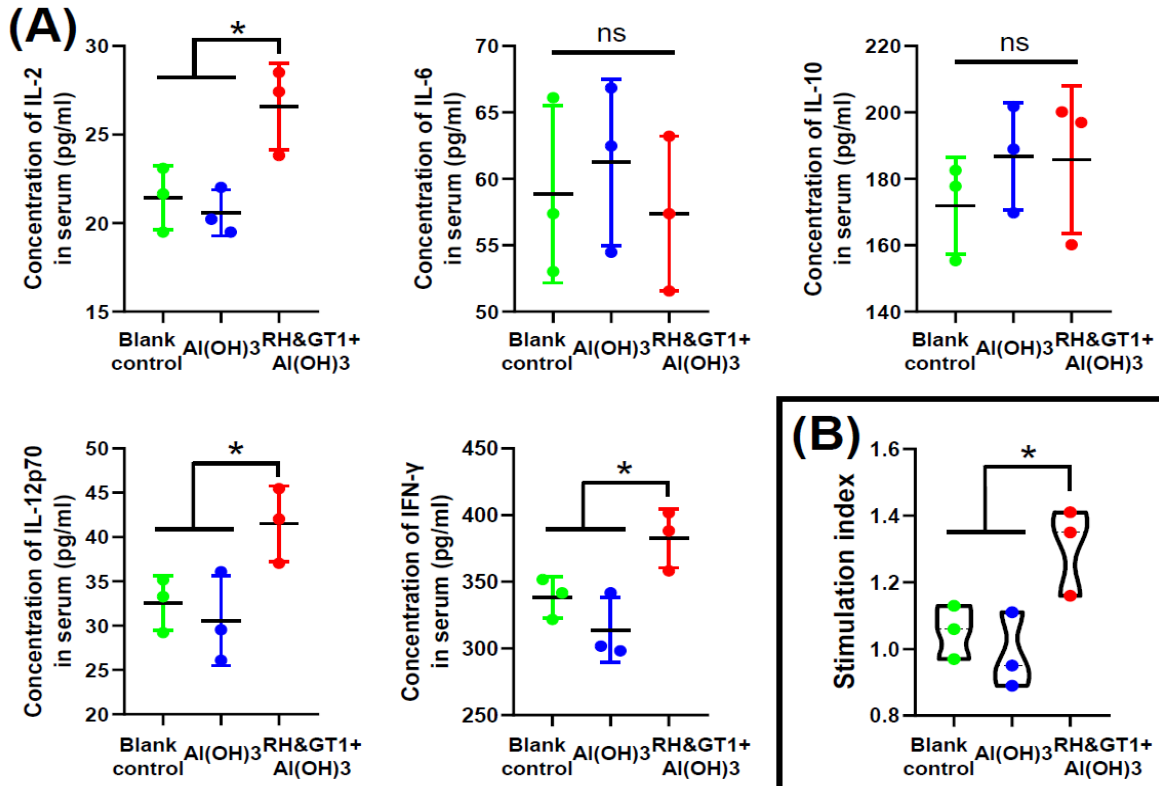 (A)
Concentration of IL-2
in serum (pg/ml)
30
25
20
15
*
Blank
control
Al(OH)3
RH&GT1+
Al(OH)3
Concentration of IL-6
in serum (pg/ml)
70
65
60
55
50
ns
Blank
control
Al(OH)3
RH&GT1+
Al(OH)3
Concentration of IL-10
in serum (pg/ml)
220
200
180
160
140
ns
Blank
control
Al(OH)3
RH&GT1+
Al(OH)3
Concentration of IL-12p70
in serum (pg/ml)
50
45
40
35
30
25
20
*
Blank
control
Al(OH)3
RH&GT1+
Al(OH)3
Concentration of IFN-γ
in serum (pg/ml)
450
400
350
300
250
*
Blank
control
Al(OH)3
RH&GT1+
Al(OH)3
(B)
Stimulation index
1.6
1.4
1.2
1.0
0.8
*
Blank
control
Al(OH)3
RH&GT1+
Al(OH)3